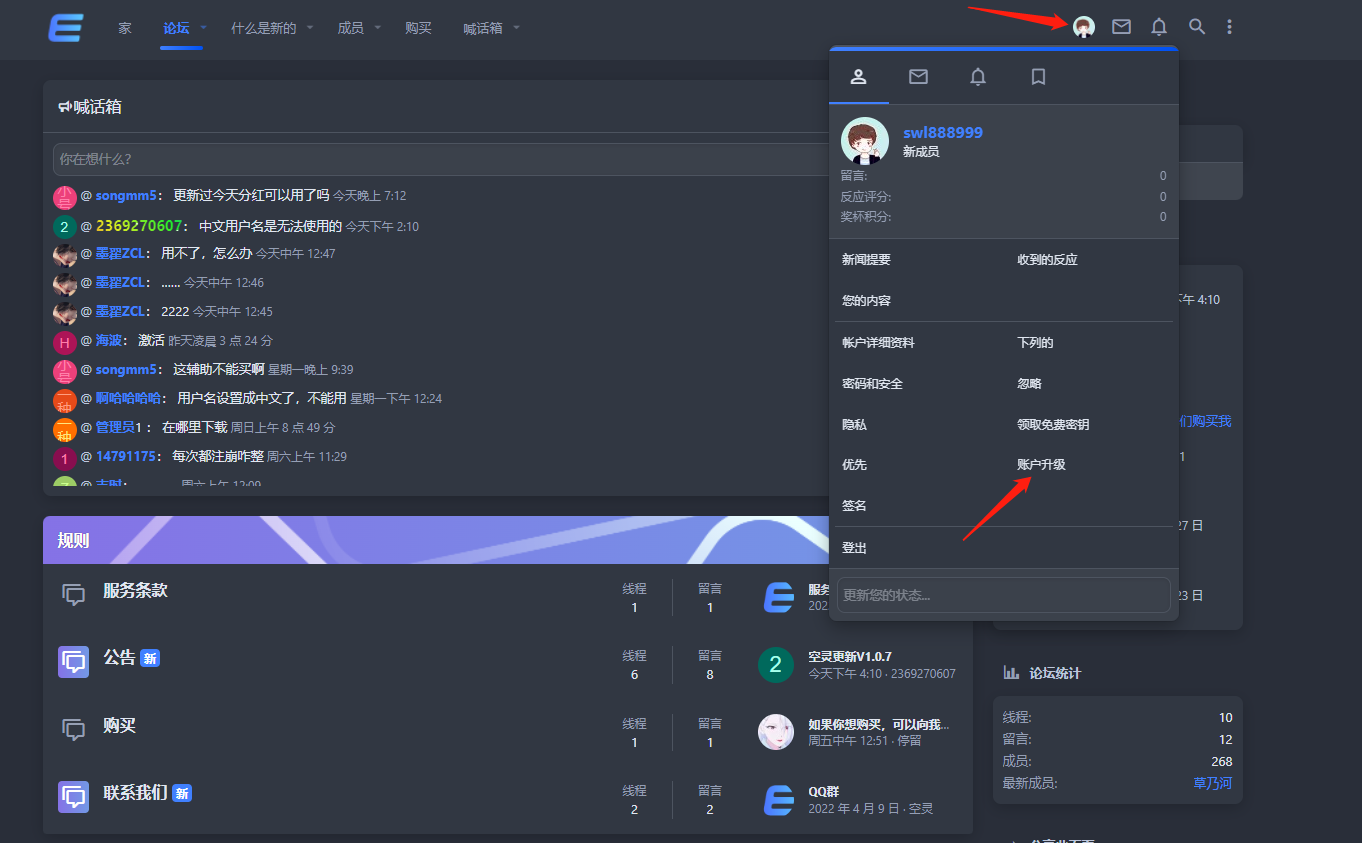 家 论坛 什么是新的 成员 购买 喊话箱
喊话箱
你在想什么?
@ songmm5： 更新过今天分红可以用了吗 今天晚上 7:12
2 @ 2369270607： 中文用户名是无法使用的 今天下午 2:10
@ 墨翟ZCL： 用不了，怎么办 今天中午 12:47
@ 墨翟ZCL： ...... 今天中午 12:46
@ 墨翟ZCL： 2222 今天中午 12:45
H @ 海波： 激活 昨天凌晨 3 点 24 分
@ songmm5： 这辅助不能买啊 星期一晚上 9:39
@ 啊哈哈哈哈： 用户名设置成中文了，不能用 星期一下午 12:24
@ 管理员1： 在哪里下载 周日上午 8 点 49 分
1 @ 14791175： 每次都注崩咋整 周六上午 11:29
周六上午 12:09
swl888999
新成员
留言: 0
反应评分: 0
奖杯积分: 0
新闻提要 收到的反应
您的内容
帐户详细资料 下列的
密码和安全 忽略
隐私 领取免费密钥
优先 账户升级
签名
登出
更新您的状态...
下午 4:10
们购买我
1
27 日
23 日
规则
服务条款 线程 1 留言 1 服务
202
公告 新 线程 6 留言 8 2 空灵更新V1.0.7
今天下午 4:10 · 2369270607
购买 线程 1 留言 1 如果你想购买，可以向我...
周五中午 12:51 · 停留
联系我们 新 线程 2 留言 2 QQ群
2022 年 4 月 9 日 · 空灵
论坛统计
线程: 10
留言: 12
成员: 268
最新成员: 草乃河